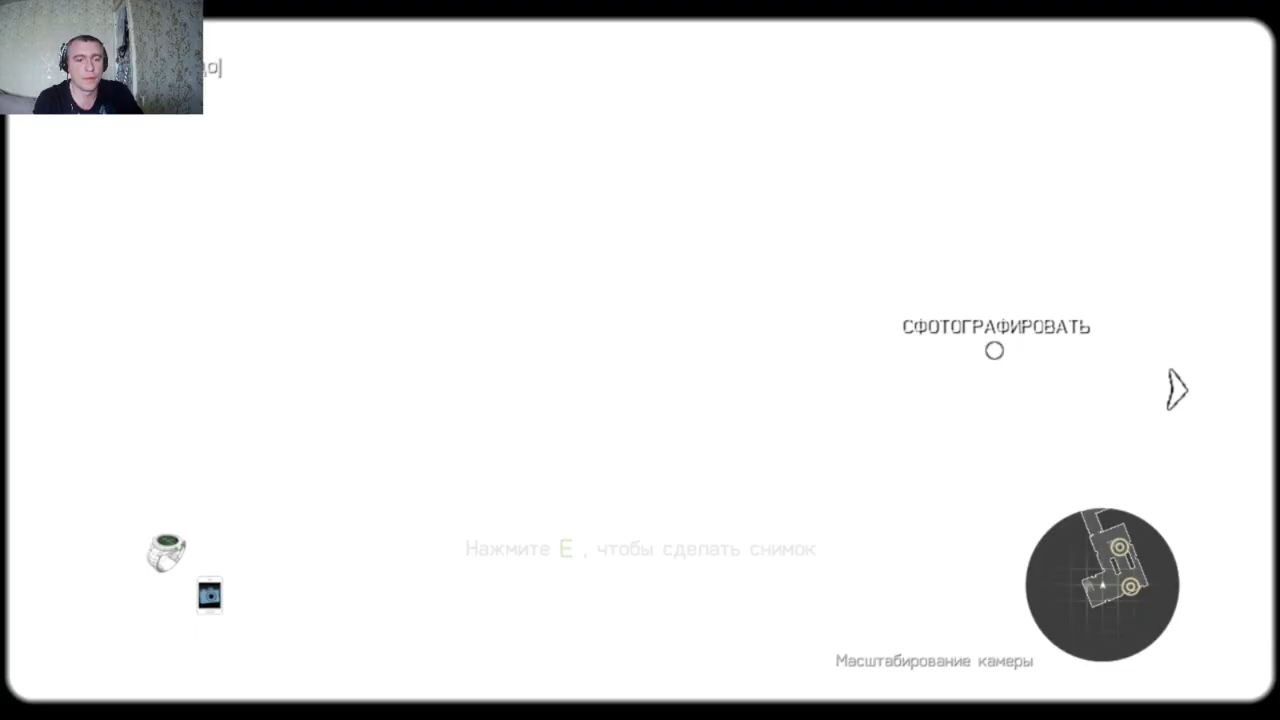 СФОТОГРАФИРОВАТЬ
Нажмите E , чтобы сделать снимок
Масштабирование камеры